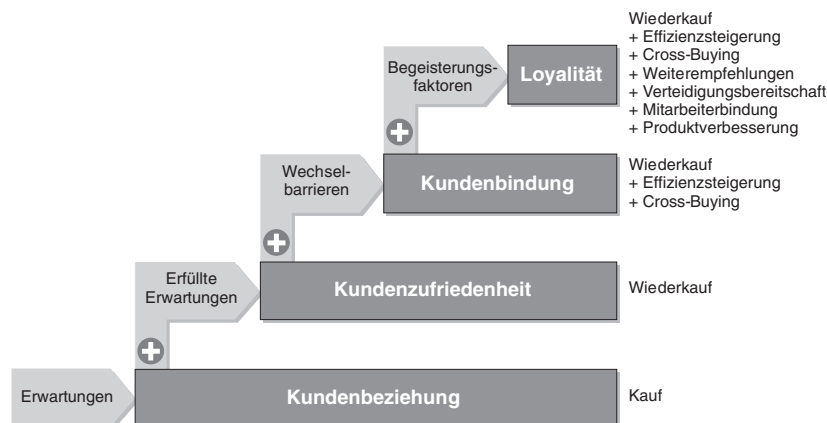 Begeisterungs-
faktoren
Loyalität
Wiederkauf
+ Effizienzsteigerung
+ Cross-Buying
+ Weiterempfehlungen
+ Verteidigungsbereitschaft
+ Mitarbeiterbindung
+ Produktverbesserung
Wechsel-
barrieren
Kundenbindung
Wiederkauf
+ Effizienzsteigerung
+ Cross-Buying
Erfüllte
Erwartungen
Kundenzufriedenheit
Wiederkauf
Erwartungen
Kundenbeziehung
Kauf